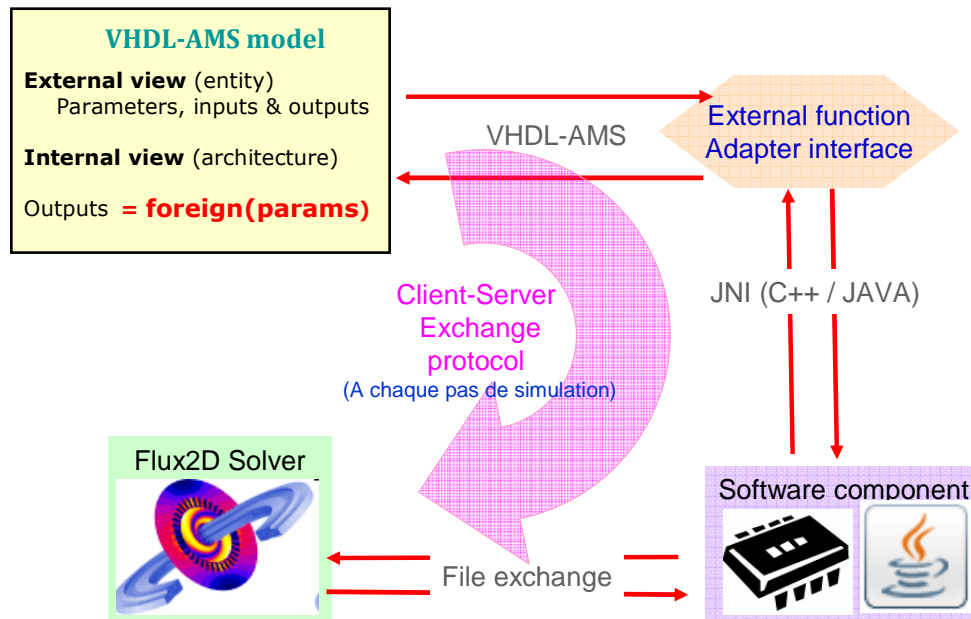 VHDL-AMS model
External view (entity)
Parameters, inputs & outputs
Internal view (architecture)
Outputs = foreign(params)
VHDL-AMS
External function
Adapter interface
Client-Server
Exchange
protocol
(A chaque pas de simulation)
JNI (C++ / JAVA)
Flux2D Solver
File exchange
Software component